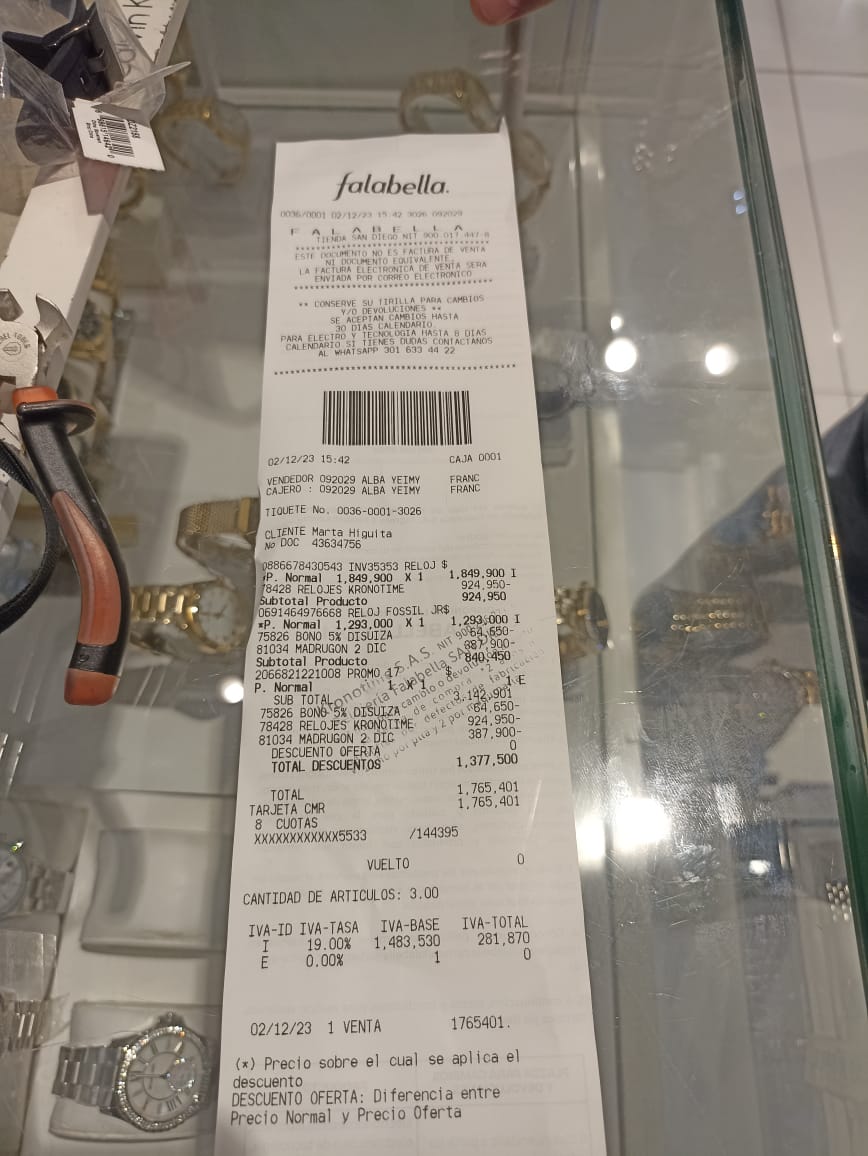 falabella.
0036/0001 02/12/23 15:42 3026 092029
F A L A B E L L A
TIENDA SAN DIEGO NIT 900.017.447-8
****************************************
ESTE DOCUMENTO NO ES FACTURA DE VENTA
NI DOCUMENTO EQUIVALENTE,
LA FACTURA ELECTRONICA DE VENTA SERA
ENVIADA POR CORREO ELECTRONICO
****************************************
** CONSERVE SU TIRILLA PARA CAMBIOS
Y/O DEVOLUCIONES **
SE ACEPTAN CAMBIOS HASTA
30 DIAS CALENDARIO
PARA ELECTRO Y TECNOLOGIA HASTA 8 DIAS
CALENDARIO SI TIENES DUDAS CONTACTANOS
AL WHATSAPP 301 633 44 22
****************************************
02/12/23 15:42 CAJA 0001
VENDEDOR 092029 ALBA YEIMY FRANC
CAJERO : 092029 ALBA YEIMY FRANC
TIQUETE No. 0036-0001-3026
CLIENTE Marta Higuita
No DOC 43634756
0886678430543 INV35353 RELOJ $
*P. Normal 1,849,900 X 1 1,849,900 I
78428 RELOJES KRONOTIME 924,950-
Subtotal Producto 924,950
0691464976668 RELOJ FOSSIL JR$
*P. Normal 1,293,000 X 1 1,293,000 I
75826 BONO 5% DISUIZA 64,650-
81034 MADRUGON 2 DIC 387,900-
Subtotal Producto 840,450
2066821221008 PROMO 17 $
P. Normal 1 X 1 1 E
SUB TOTAL 3,142,901
75826 BONO 5% DISUIZA 64,650-
78428 RELOJES KRONOTIME 924,950-
81034 MADRUGON 2 DIC 387,900-
DESCUENTO OFERTA 0
TOTAL DESCUENTOS 1,377,500
TOTAL 1,765,401
TARJETA CMR 1,765,401
8 CUOTAS
XXXXXXXXXXXX5533 /144395
VUELTO 0
CANTIDAD DE ARTICULOS: 3.00
IVA-ID IVA-TASA IVA-BASE IVA-TOTAL
I 19.00% 1,483,530 281,870
E 0.00% 1 0
02/12/23 1 VENTA 1765401.
(*) Precio sobre el cual se aplica el
descuento
DESCUENTO OFERTA: Diferencia entre
Precio Normal y Precio Oferta